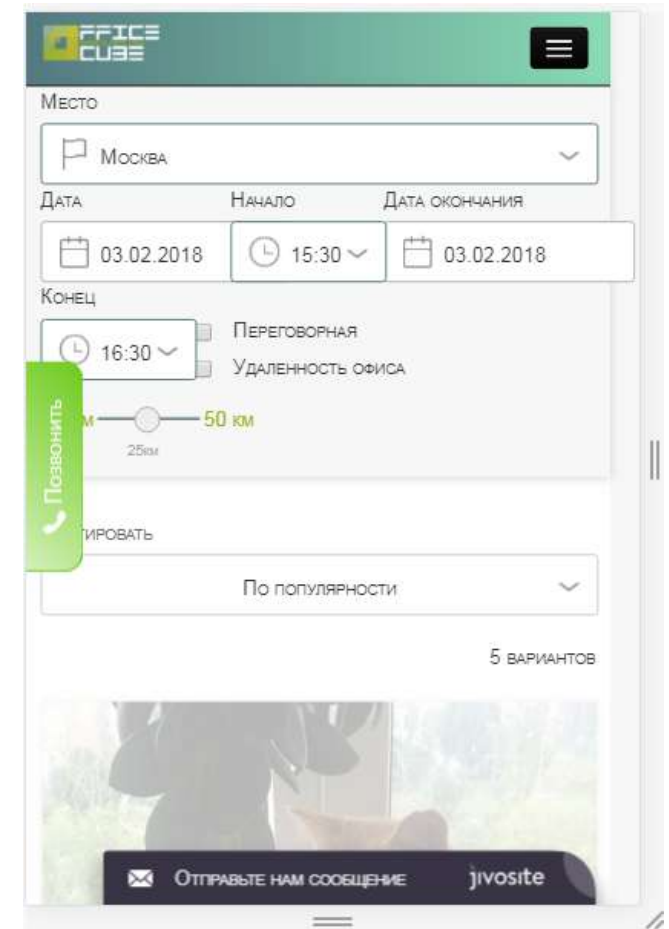 OFFICE
CUBE
Место
Москва
Дата Начало Дата окончания
03.02.2018 15:30 03.02.2018
Конец
16:30 Переговорная
Удаленность офиса
м 50 км
25км
Позвонить
тировать
По популярности
5 вариантов
Отправьте нам сообщение jivosite